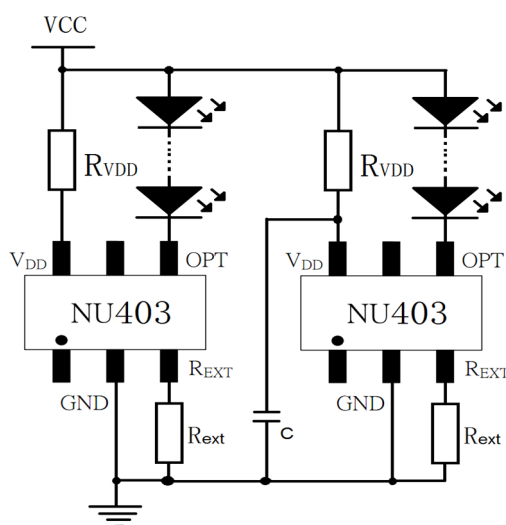 VCC
RVDD
RVDD
VDD
OPT
VDD
OPT
NU403
NU403
REXT
REXT
GND
GND
Rext
C
Rext